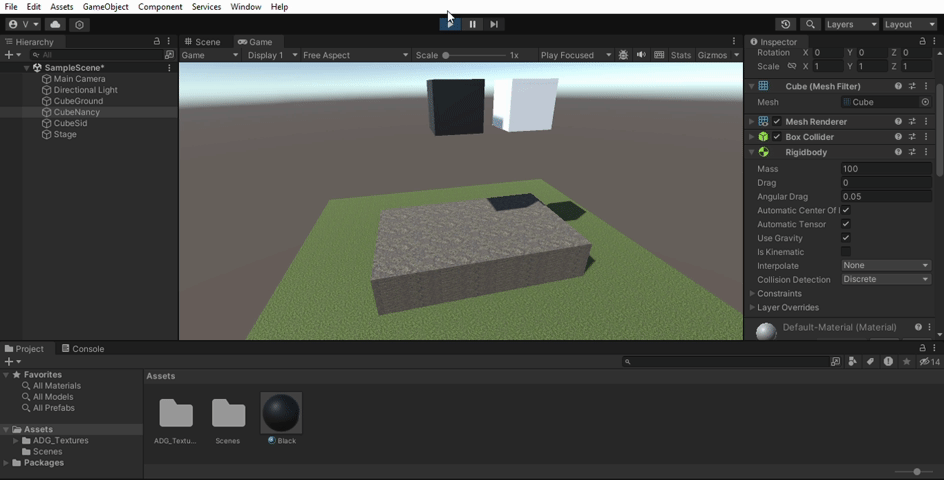 File Edit Assets GameObject Component Services Window Help
V Layers Layout
Hierarchy
All
SampleScene*
Main Camera
Directional Light
CubeGround
CubeNancy
CubeSid
Stage
Scene Game
Game Display 1 Free Aspect Scale 1x Play Focused Stats Gizmos
Inspector
Rotation X 0 Y 0 Z 0
Scale X 1 Y 1 Z 1
Cube (Mesh Filter)
Mesh Cube
Mesh Renderer
Box Collider
Rigidbody
Mass 100
Drag 0
Angular Drag 0.05
Automatic Center Of
Automatic Tensor
Use Gravity
Is Kinematic
Interpolate None
Collision Detection Discrete
Constraints
Layer Overrides
Default-Material (Material)
Project Console
14
Favorites
All Materials
All Models
All Prefabs
Assets
ADG_Textures
Scenes
Packages
Assets
ADG_Textu... Scenes Black